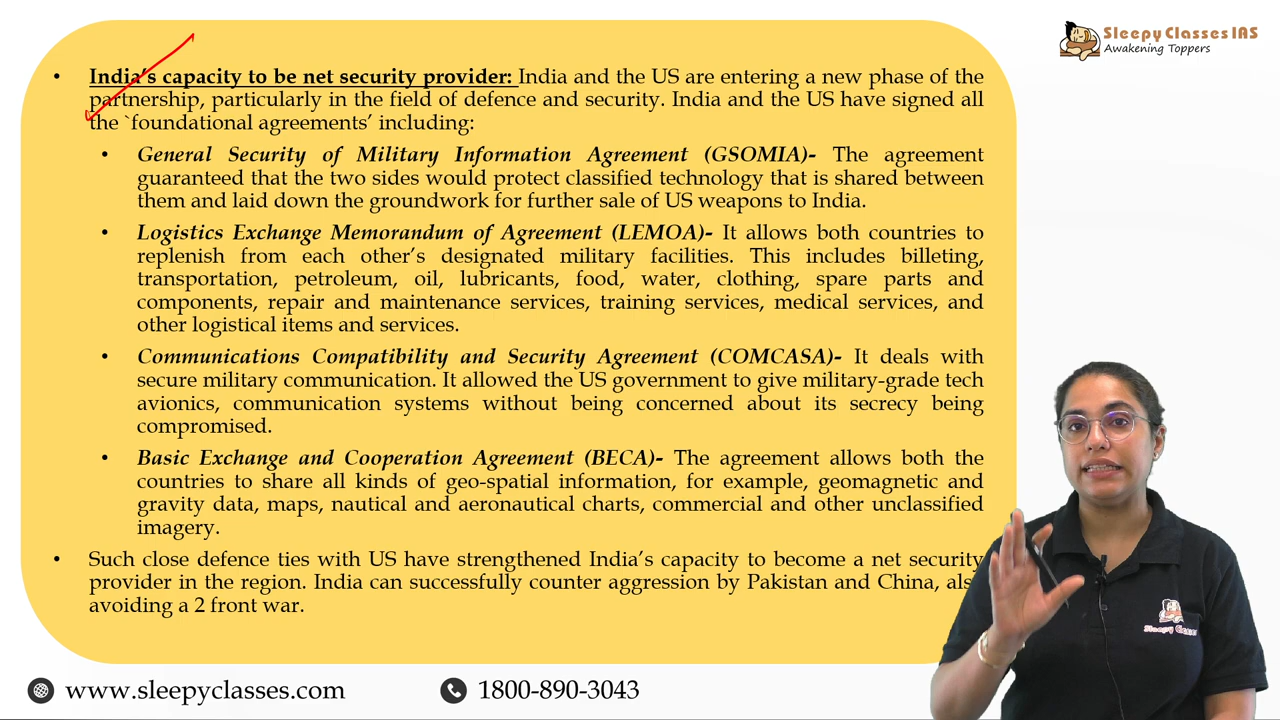 Sleepy Classes IAS
Awakening Toppers
• India's capacity to be net security provider: India and the US are entering a new phase of the
partnership, particularly in the field of defence and security. India and the US have signed all
the `foundational agreements' including:
• General Security of Military Information Agreement (GSOMIA)- The agreement
guaranteed that the two sides would protect classified technology that is shared between
them and laid down the groundwork for further sale of US weapons to India.
• Logistics Exchange Memorandum of Agreement (LEMOA)- It allows both countries to
replenish from each other's designated military facilities. This includes billeting,
transportation, petroleum, oil, lubricants, food, water, clothing, spare parts and
components, repair and maintenance services, training services, medical services, and
other logistical items and services.
• Communications Compatibility and Security Agreement (COMCASA)- It deals with
secure military communication. It allowed the US government to give military-grade tech
avionics, communication systems without being concerned about its secrecy being
compromised.
• Basic Exchange and Cooperation Agreement (BECA)- The agreement allows both the
countries to share all kinds of geo-spatial information, for example, geomagnetic and
gravity data, maps, nautical and aeronautical charts, commercial and other unclassified
imagery.
• Such close defence ties with US have strengthened India's capacity to become a net security
provider in the region. India can successfully counter aggression by Pakistan and China,
avoiding a 2 front war.
www.sleepyclasses.com
1800-890-3043